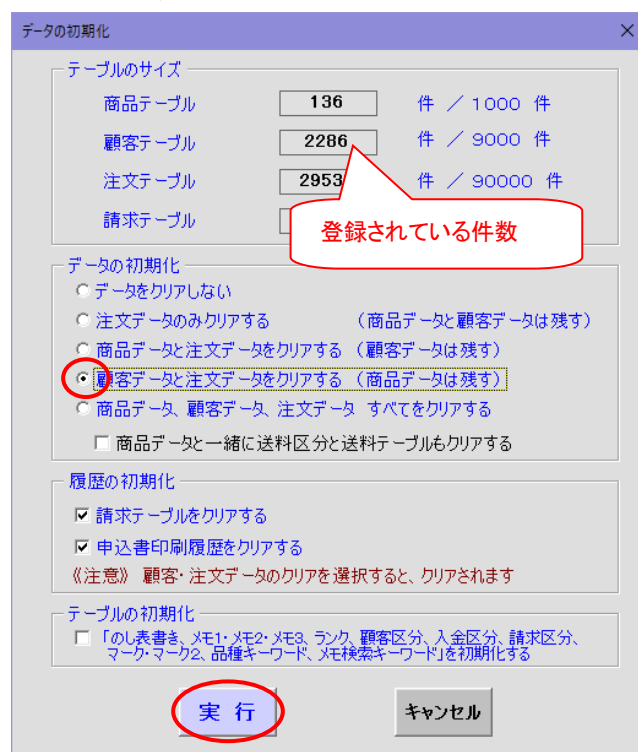 データの初期化
テーブルのサイズ
商品テーブル 136 件 ／ 1000 件
顧客テーブル 2286 件 ／ 9000 件
注文テーブル 2953 件 ／ 90000 件
請求テーブル
登録されている件数
データの初期化
データをクリアしない
注文データのみクリアする (商品データと顧客データは残す)
商品データと注文データをクリアする (顧客データは残す)
顧客データと注文データをクリアする (商品データは残す)
商品データ、顧客データ、注文データ すべてをクリアする
商品データと一緒に送料区分と送料テーブルもクリアする
履歴の初期化
請求テーブルをクリアする
申込書印刷履歴をクリアする
《注意》 顧客・注文データのクリアを選択すると、クリアされます
テーブルの初期化
「のし表書き、メモ1・メモ2・メモ3、ランク、顧客区分、入金区分、請求区分、
マーク・マーク2、品種キーワード、メモ検索キーワード」を初期化する
実 行 キャンセル